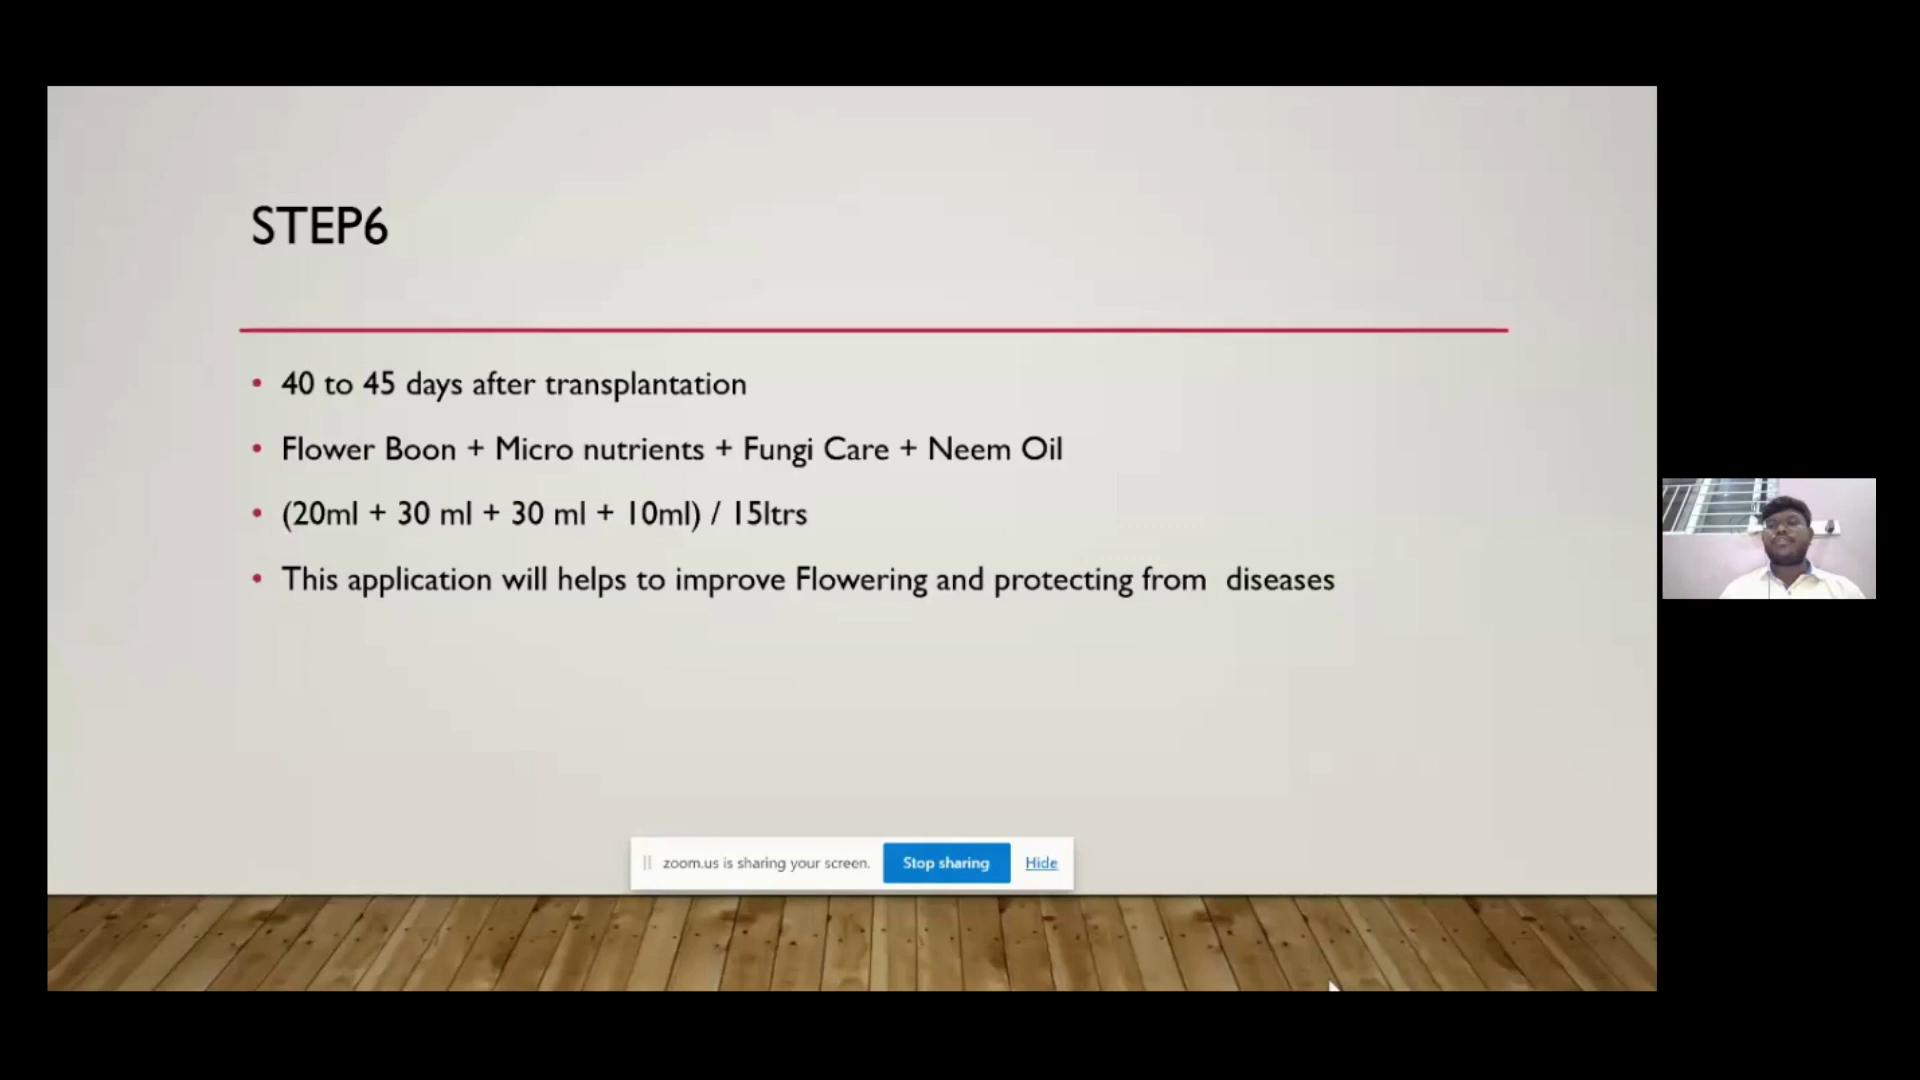 STEP6
• 40 to 45 days after transplantation
• Flower Boon + Micro nutrients + Fungi Care + Neem Oil
• (20ml + 30 ml + 30 ml + 10ml) / 15ltrs
• This application will helps to improve Flowering and protecting from  diseases
zoom.us is sharing your screen. Stop sharing Hide